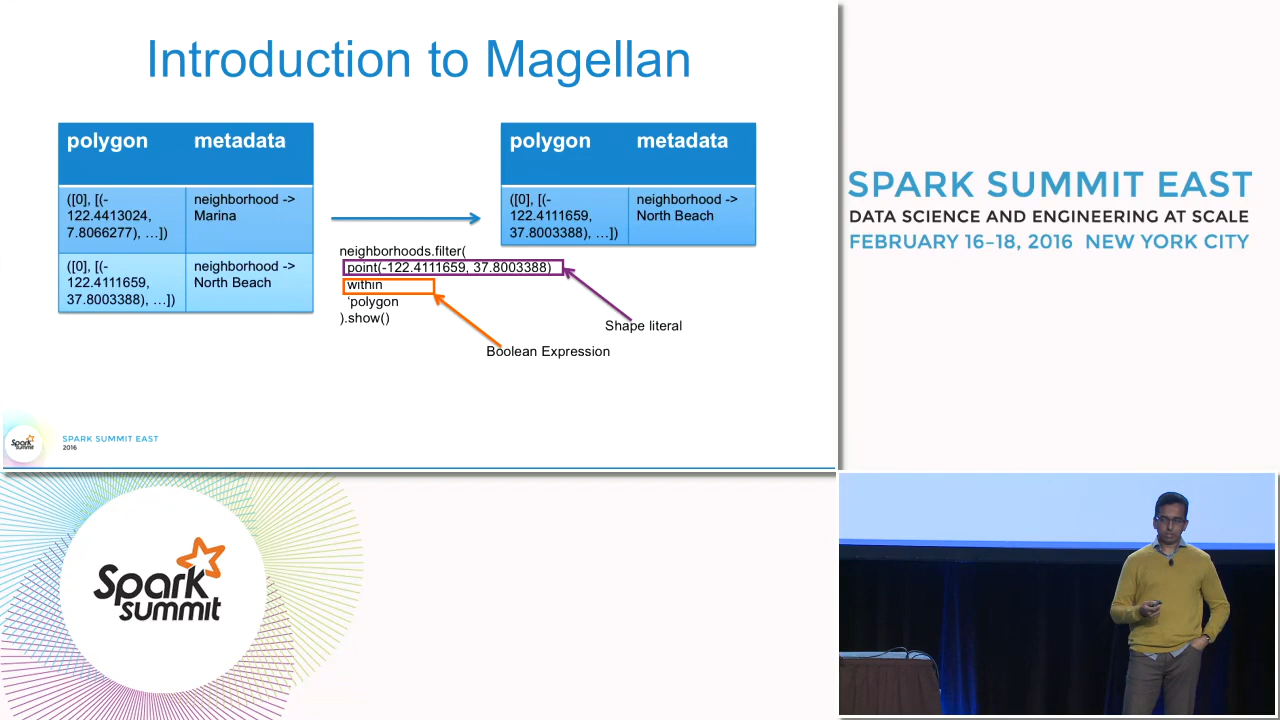 Introduction to Magellan
polygon metadata
([0], [(-
122.4413024,
7.8066277), …])
neighborhood ->
Marina
([0], [(-
122.4111659,
37.8003388), …])
neighborhood ->
North Beach
neighborhoods.filter(
point(-122.4111659, 37.8003388)
within
‘polygon
).show()
Shape literal
Boolean Expression
polygon metadata
([0], [(-
122.4111659,
37.8003388), …])
neighborhood ->
North Beach
Spark
summit
SPARK SUMMIT EAST
2016
SPARK SUMMIT EAST
DATA SCIENCE AND ENGINEERING AT SCALE
FEBRUARY 16–18, 2016 NEW YORK CITY
Spark
summit